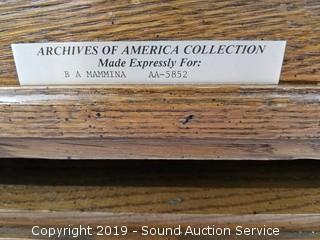 ARCHIVES OF AMERICA COLLECTION
Made Expressly For:
B A MAMMINA AA-5852
Copyright 2019 - Sound Auction Service